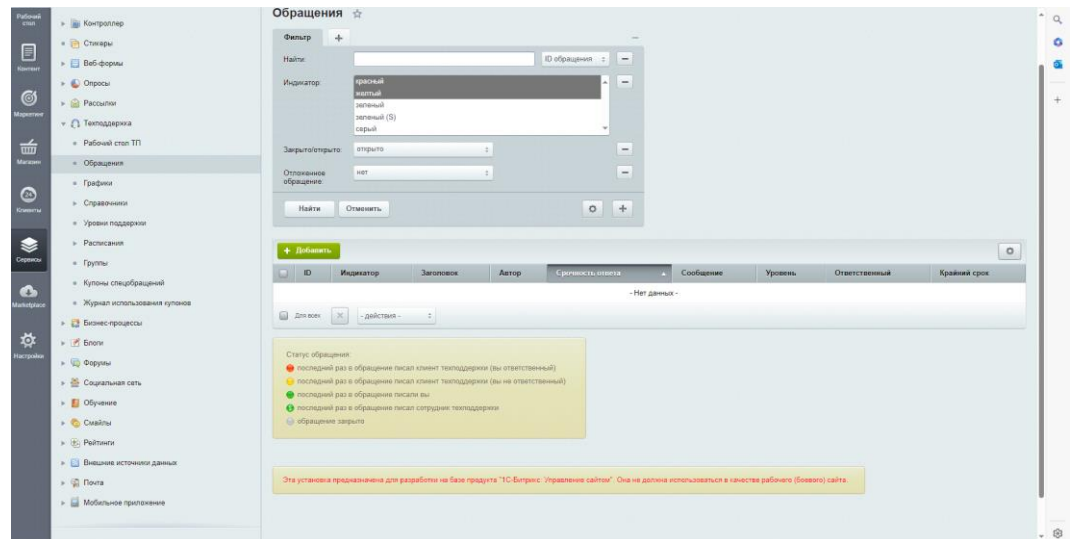 Рабочий
стол
Контент
Маркетинг
Магазин
24
Клиенты
Сервисы
Marketplace
Настройки
Контроллер
Стикеры
Веб-формы
Опросы
Рассылки
Техподдержка
Рабочий стол ТП
Обращения
Графики
Справочники
Уровни поддержки
Расписания
Группы
Купоны спецобращений
Журнал использования купонов
Бизнес-процессы
Блоги
Форумы
Социальная сеть
Обучение
Смайлы
Рейтинги
Внешние источники данных
Почта
Мобильное приложение
Обращения
Фильтр
Найти: ID обращения
Индикатор: красный
желтый
зеленый
зеленый (S)
серый
Закрыто/открыто: открыто
Отложенное
обращение: нет
Найти Отменить
+ Добавить
ID Индикатор Заголовок Автор Срочность ответа Сообщение Уровень Ответственный Крайний срок
- Нет данных -
Для всех - действия -
Статус обращения:
последний раз в обращение писал клиент техподдержки (вы ответственный)
последний раз в обращение писал клиент техподдержки (вы не ответственный)
последний раз в обращение писали вы
последний раз в обращение писал сотрудник техподдержки
обращение закрыто
Эта установка предназначена для разработки на базе продукта "1С-Битрикс: Управление сайтом". Она не должна использоваться в качестве рабочего (боевого) сайта.